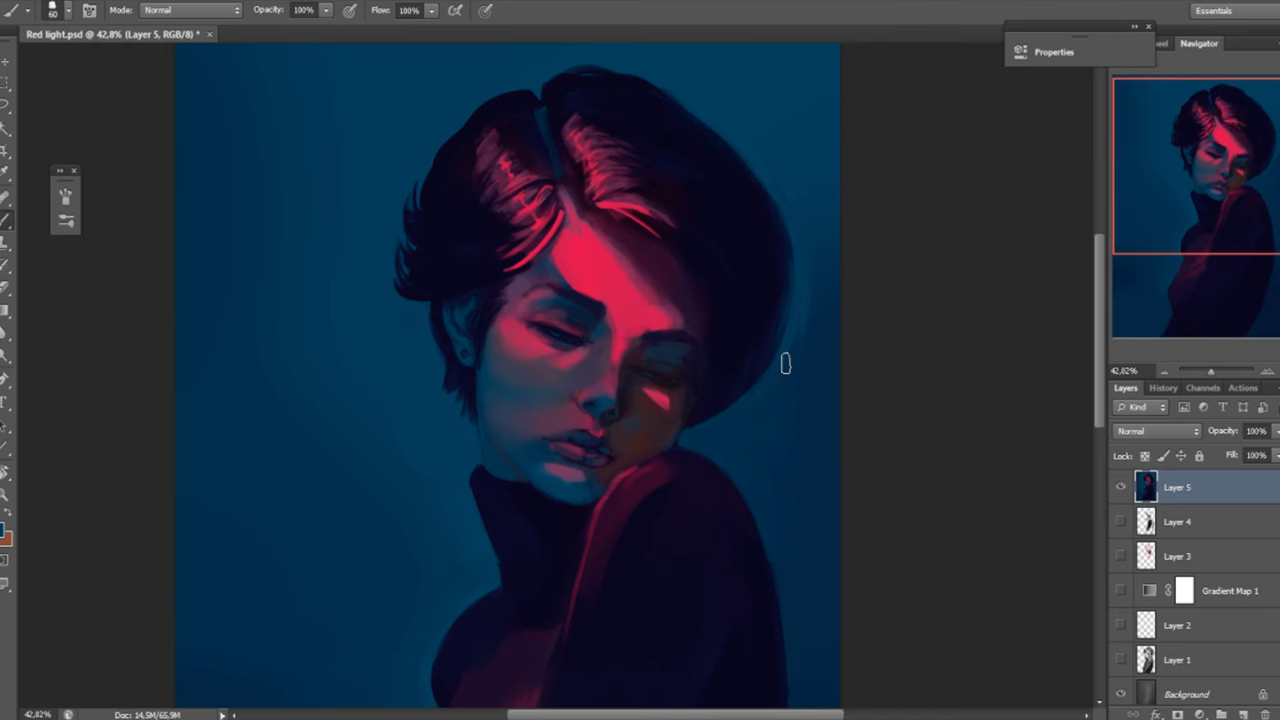 60
Mode: Normal Opacity: 100% Flow: 100% Essentials
Red light.psd @ 42,8% (Layer 5, RGB/8) * ×
Properties
Navigator
42,82%
Layers History Channels Actions
Kind
Normal Opacity: 100%
Lock: Fill: 100%
Layer 5
Layer 4
Layer 3
Gradient Map 1
Layer 2
Layer 1
Background
42,82% Doc: 14,5M/65,9M